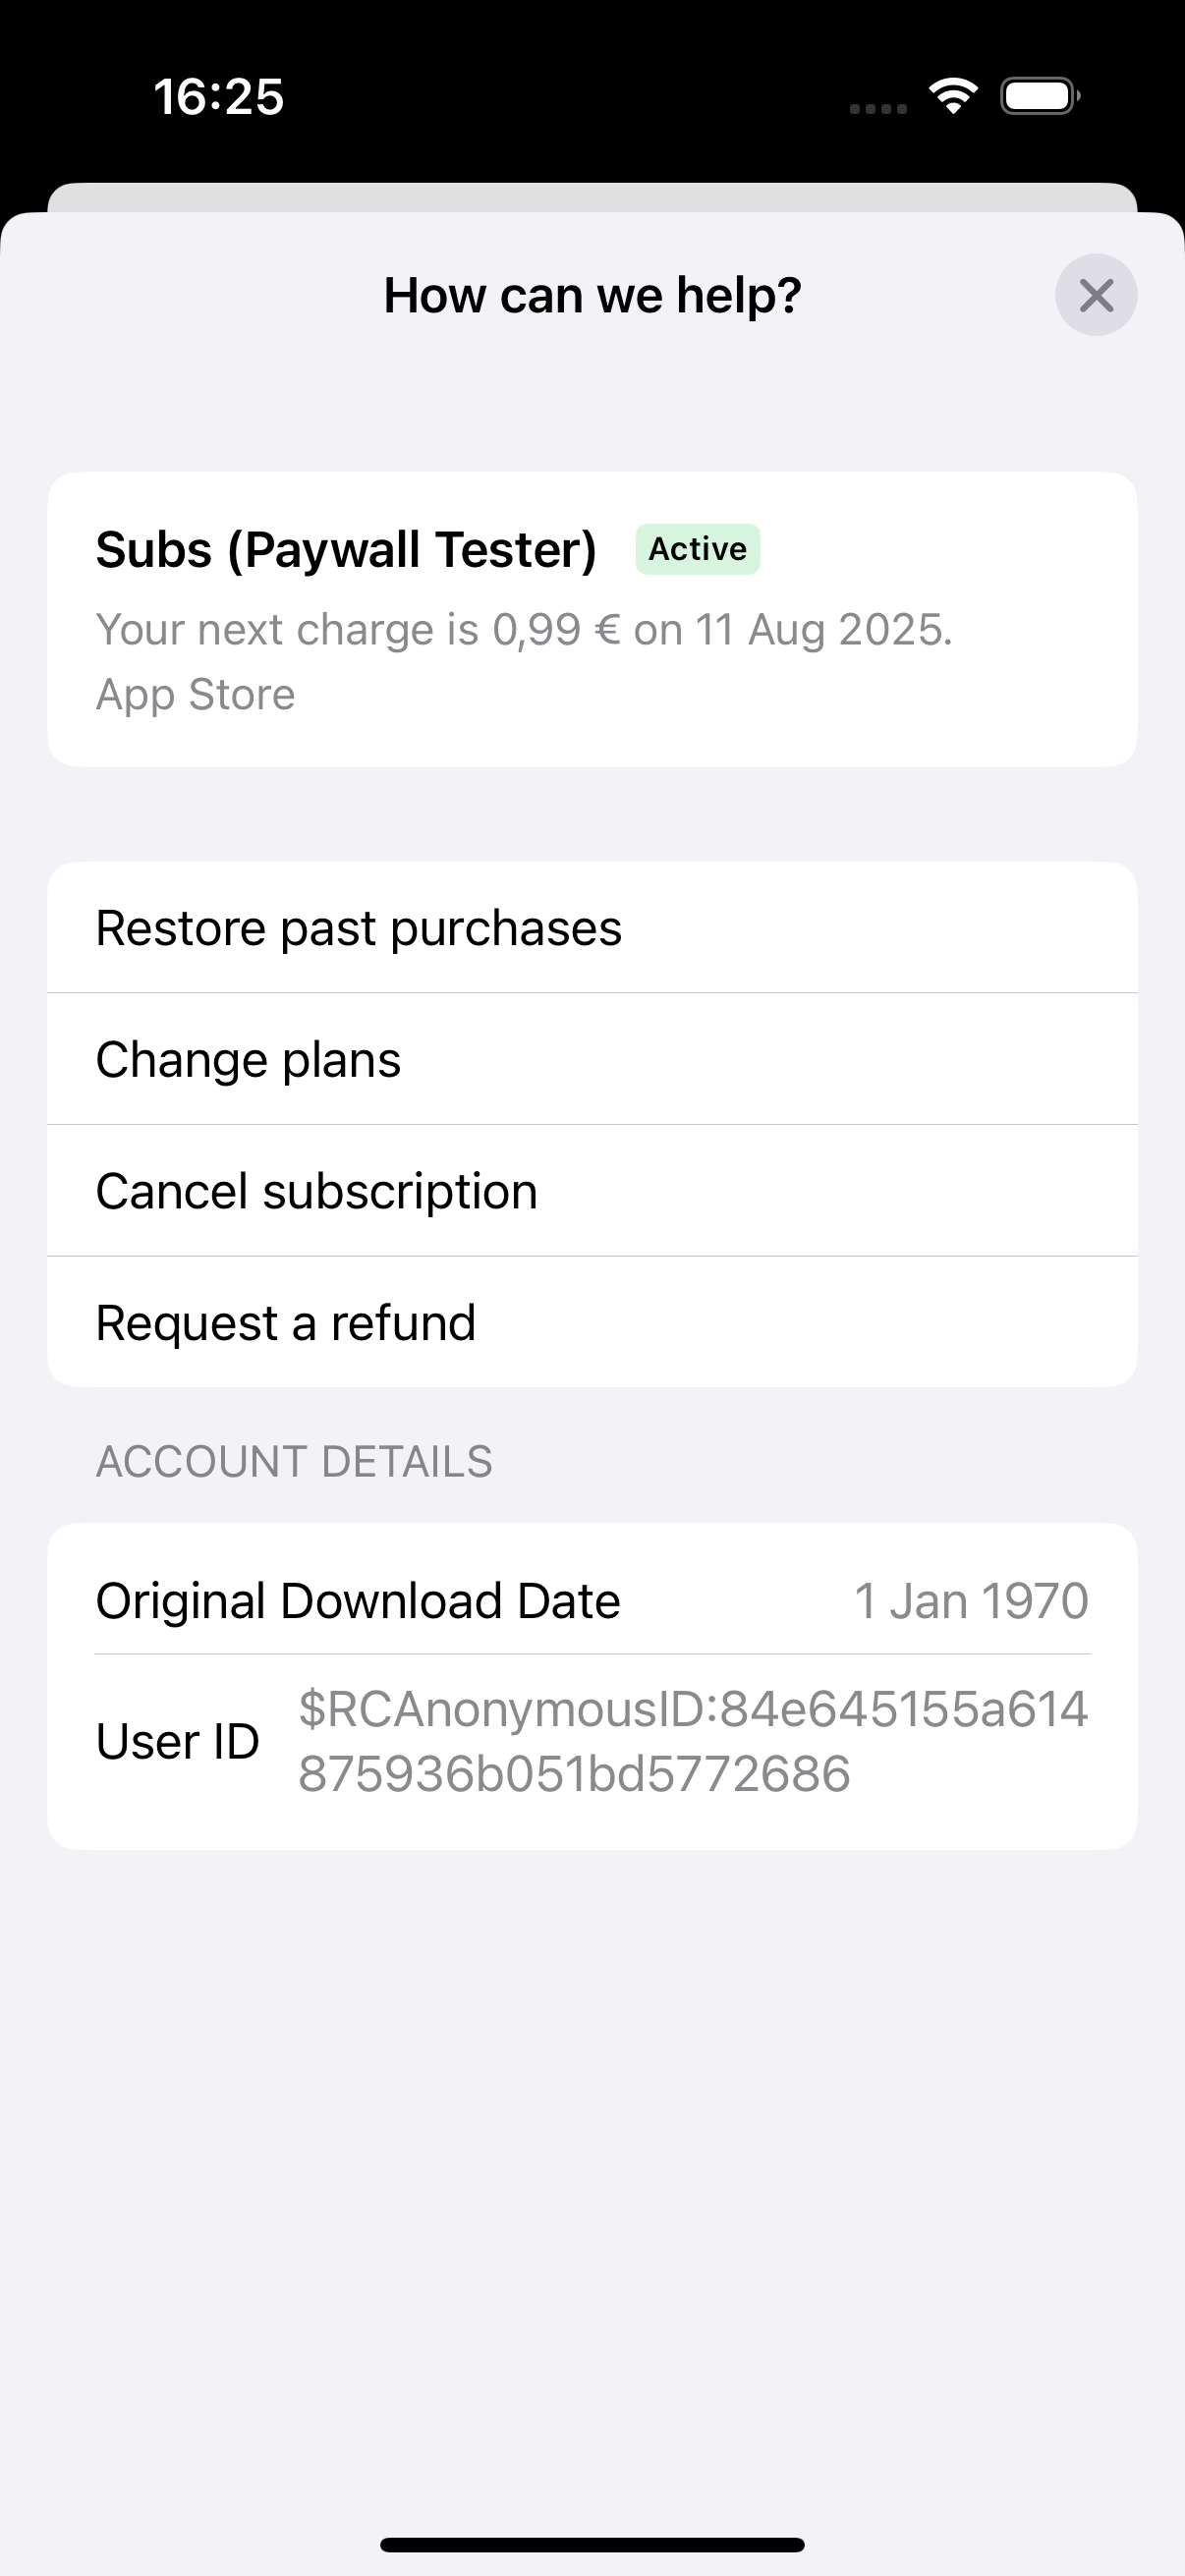 16:25
How can we help?
Subs (Paywall Tester) Active
Your next charge is 0,99 € on 11 Aug 2025.
App Store
Restore past purchases
Change plans
Cancel subscription
Request a refund
ACCOUNT DETAILS
Original Download Date 1 Jan 1970
User ID $RCAnonymousID:84e645155a614
875936b051bd5772686